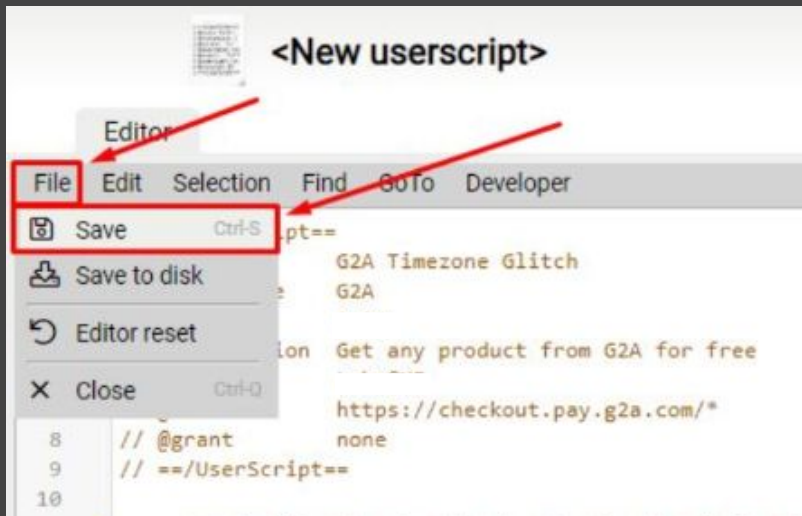 <New userscript>
Editor
File Edit Selection Find GoTo Developer
Save Ctrl-S
Save to disk
Editor reset
Close Ctrl-Q
ipt==
G2A Timezone Glitch
e G2A
ion Get any product from G2A for free
https://checkout.pay.g2a.com/*
8 // @grant none
9 // ==/UserScript==
10